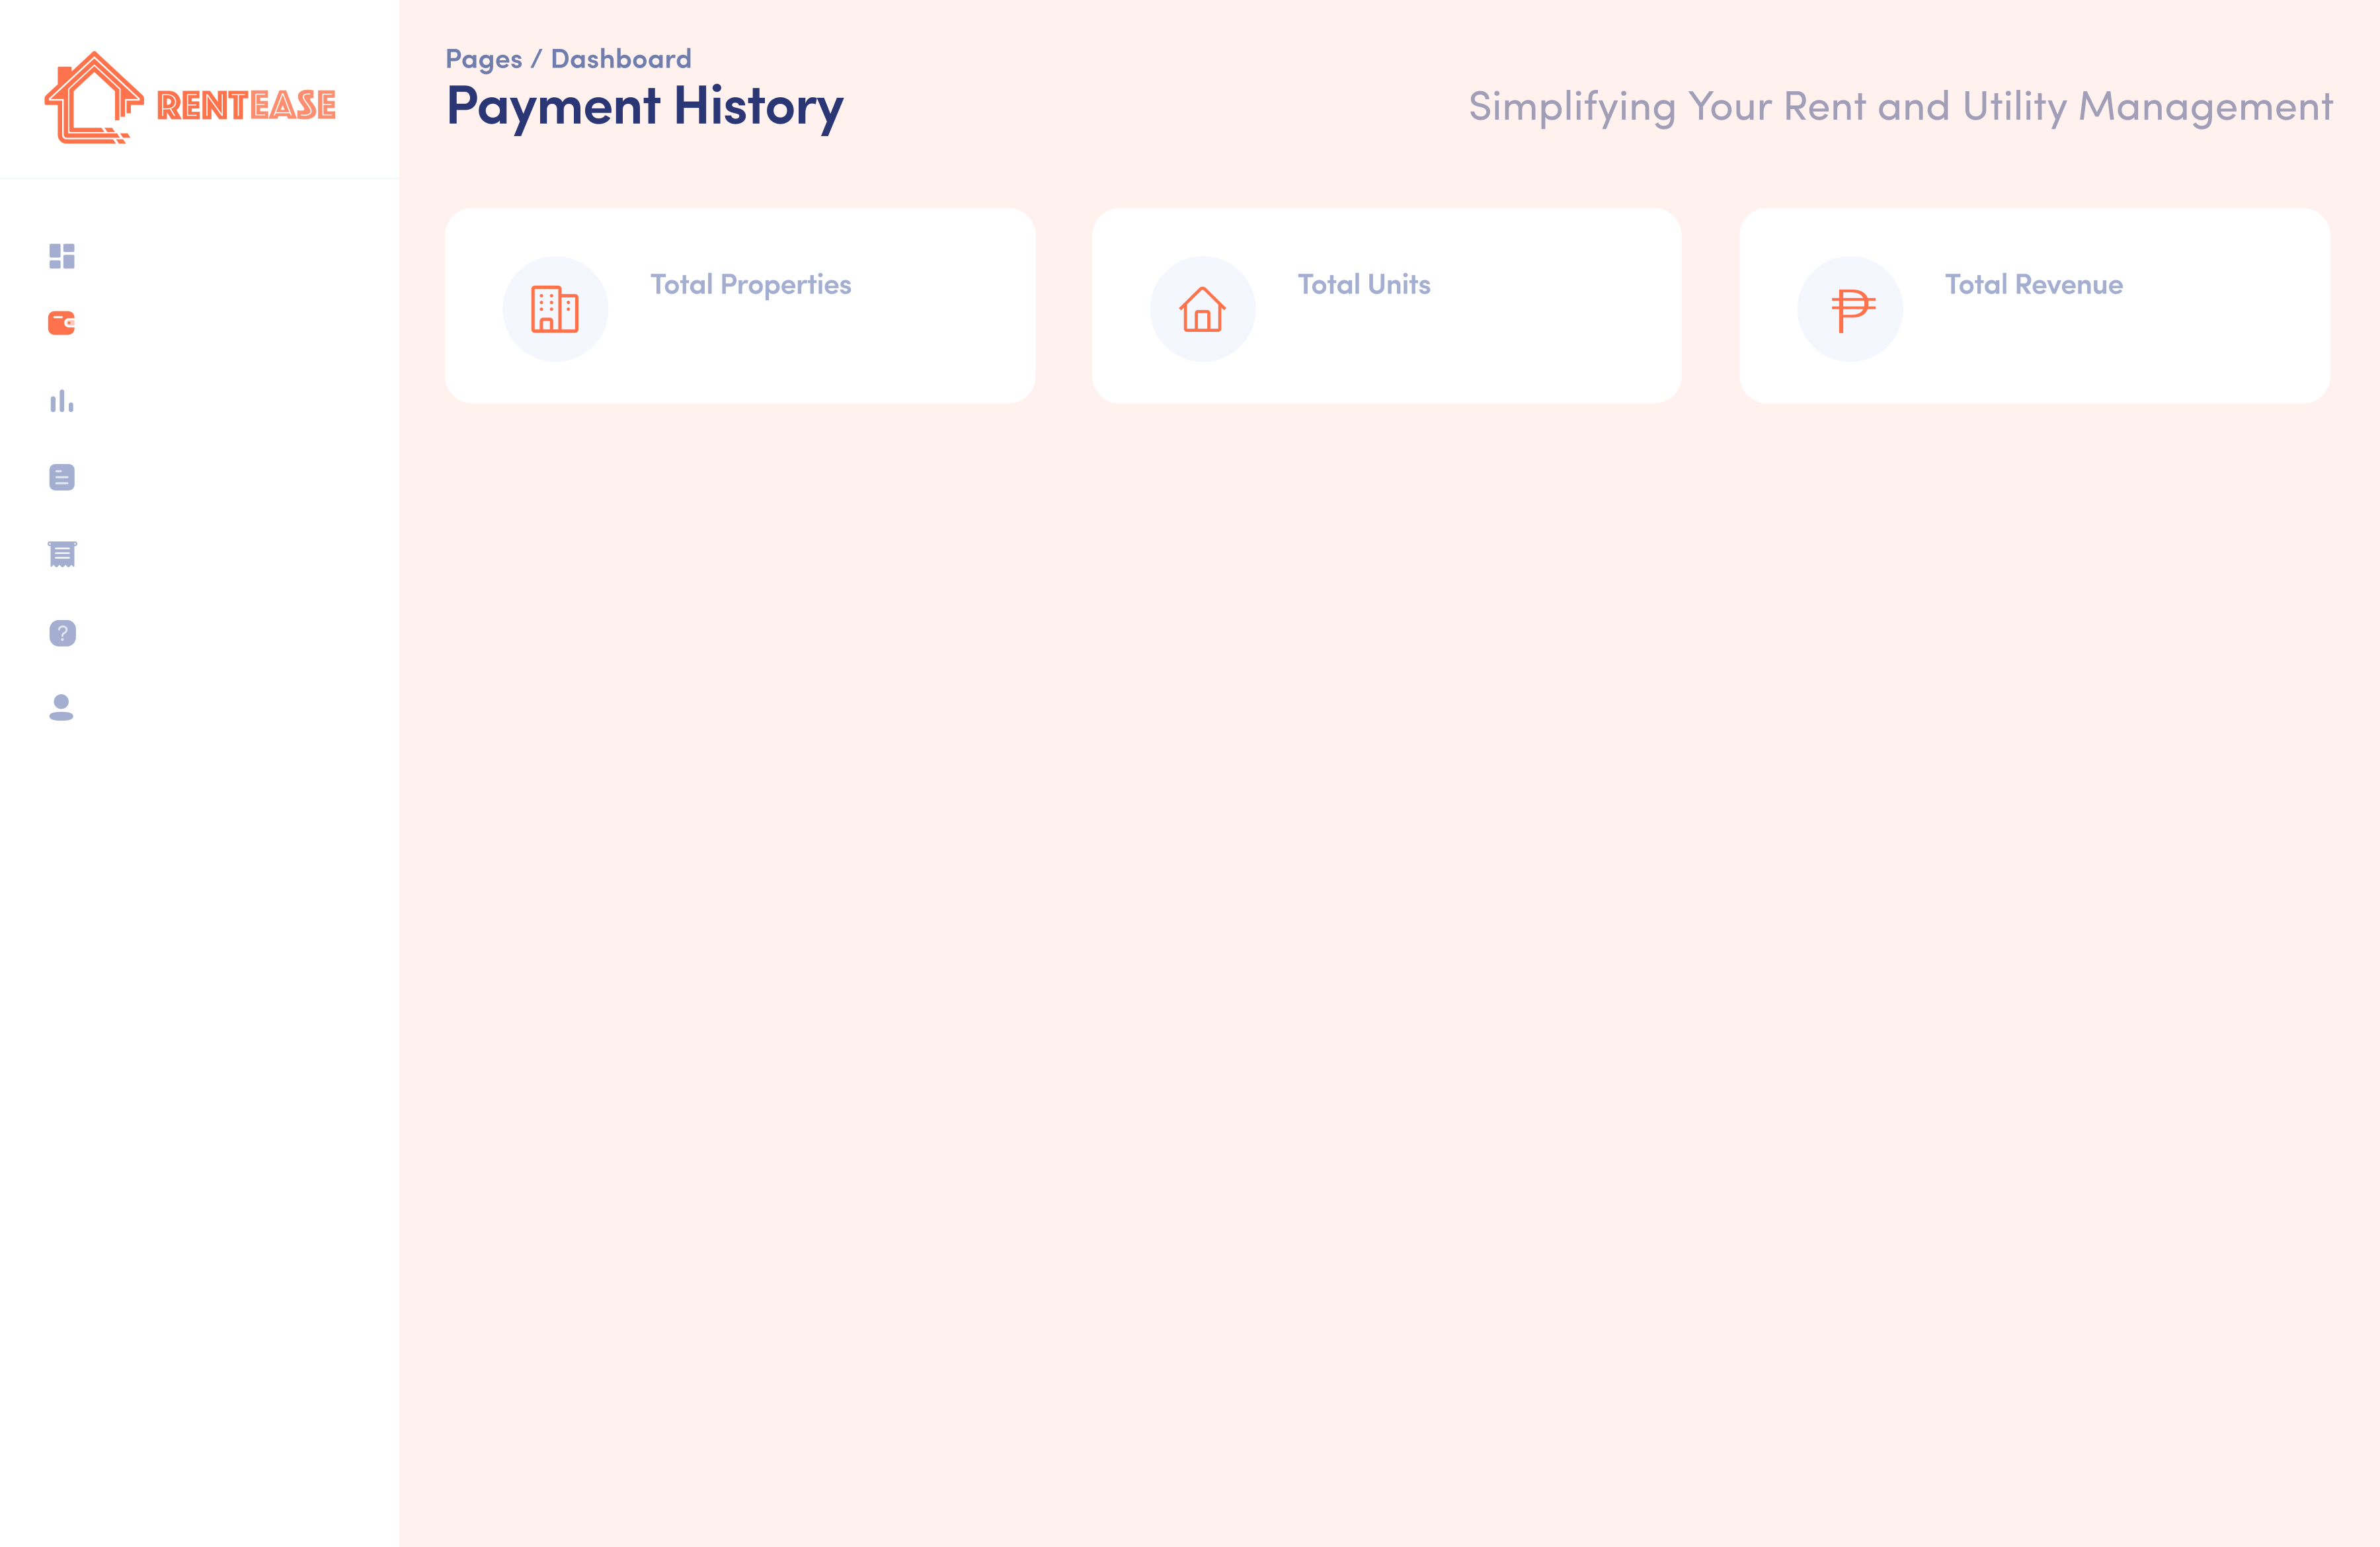 RENTEASE
Pages / Dashboard
Payment History
Simplifying Your Rent and Utility Management
Total Properties
Total Units
Total Revenue